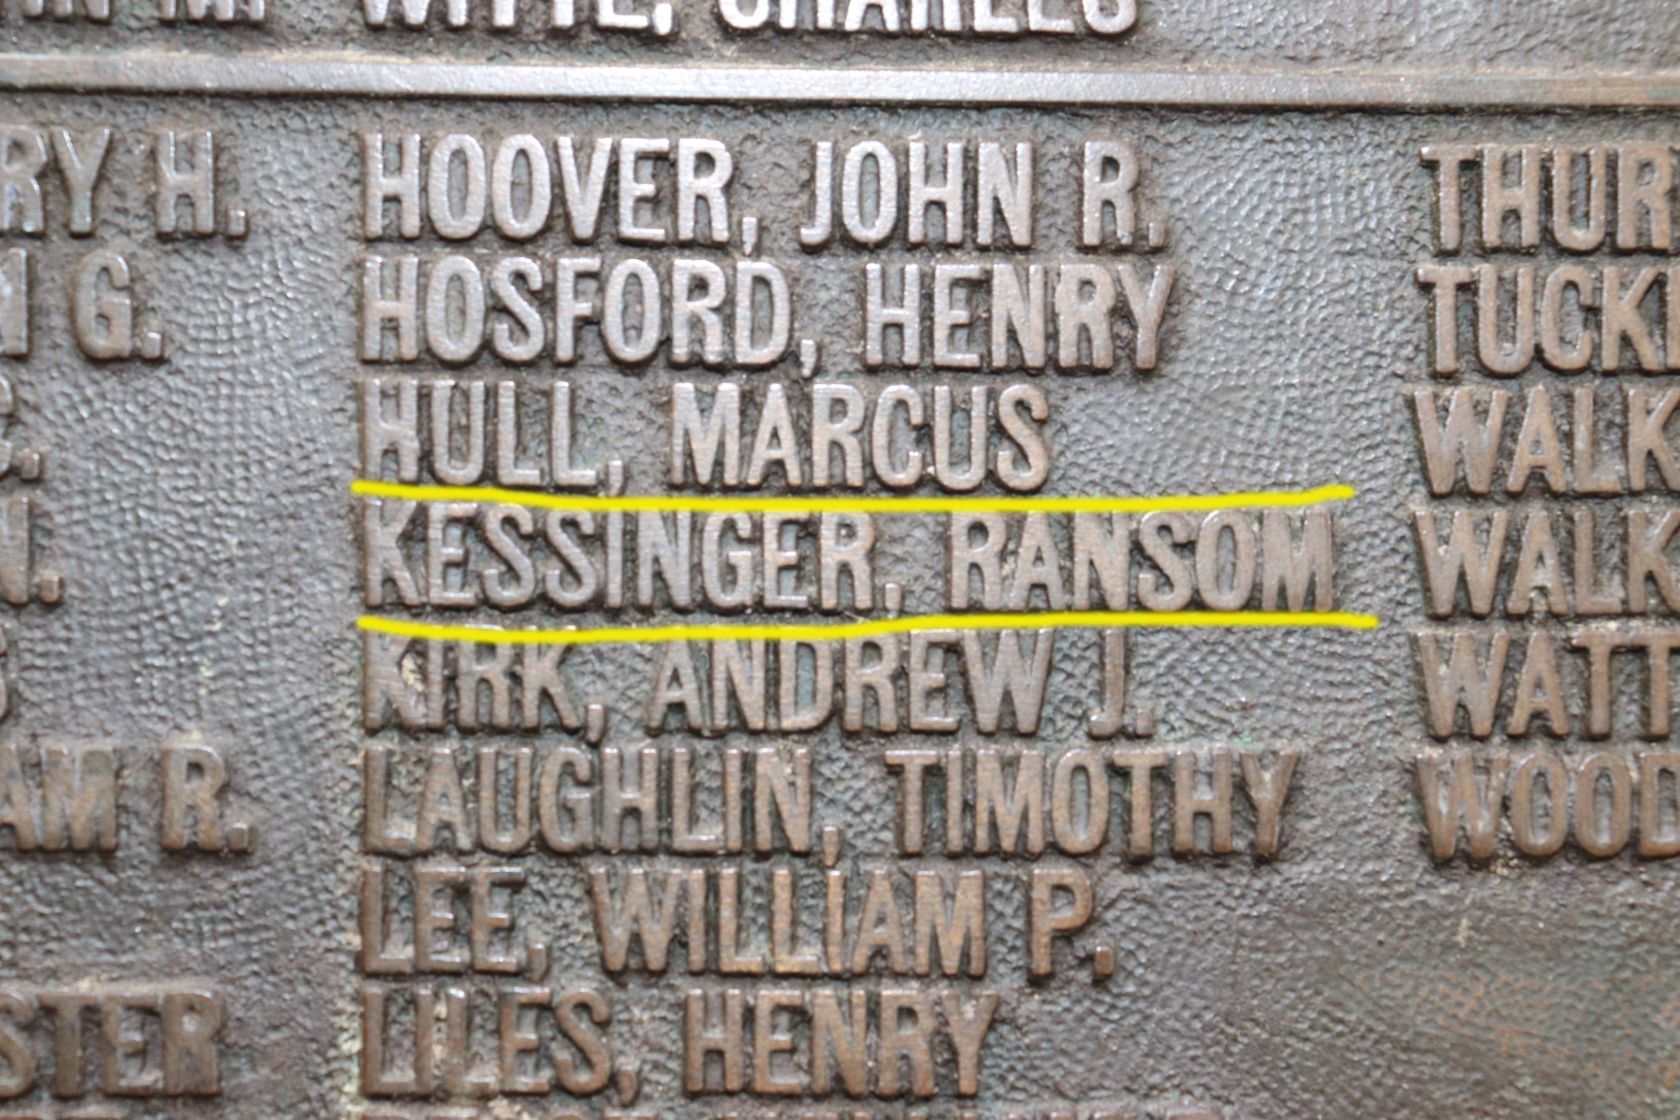 WITTE, CHARLES
RY H. HOOVER, JOHN R. THUR
G. HOSFORD, HENRY TUCK
HULL, MARCUS WALK
KESSINGER, RANSOM WALK
KIRK, ANDREW J. WATT
AM R. LAUGHLIN, TIMOTHY WOOD
LEE, WILLIAM P.
STER LILES, HENRY